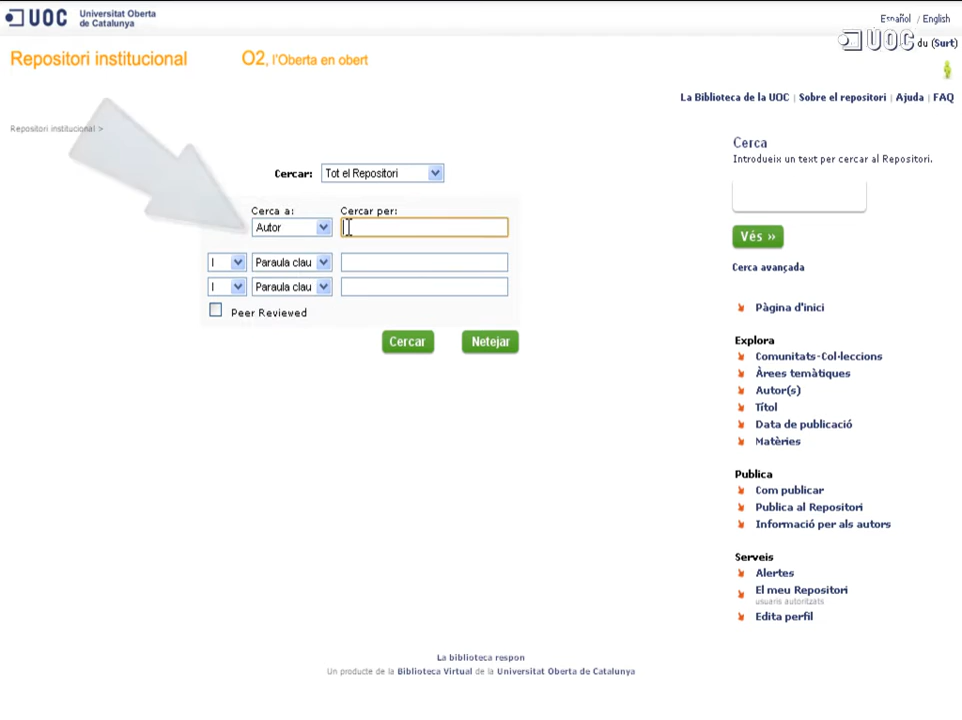 UOC Universitat Oberta
de Catalunya
Español / English
UOC
du (Surt)
Repositori institucional
O2, l'Oberta en obert
La Biblioteca de la UOC | Sobre el repositori | Ajuda | FAQ
Repositori institucional >
Cercar: Tot el Repositori
Cerca a: Cercar per:
Autor
I Paraula clau
I Paraula clau
Peer Reviewed
Cercar Netejar
Cerca
Introdueix un text per cercar al Repositori.
Vés »
Cerca avançada
Pàgina d'inici
Explora
Comunitats-Col·leccions
Àrees temàtiques
Autor(s)
Títol
Data de publicació
Matèries
Publica
Com publicar
Publica al Repositori
Informació per als autors
Serveis
Alertes
El meu Repositori
usuaris autoritzats
Edita perfil
La biblioteca respon
Un producte de la Biblioteca Virtual de la Universitat Oberta de Catalunya